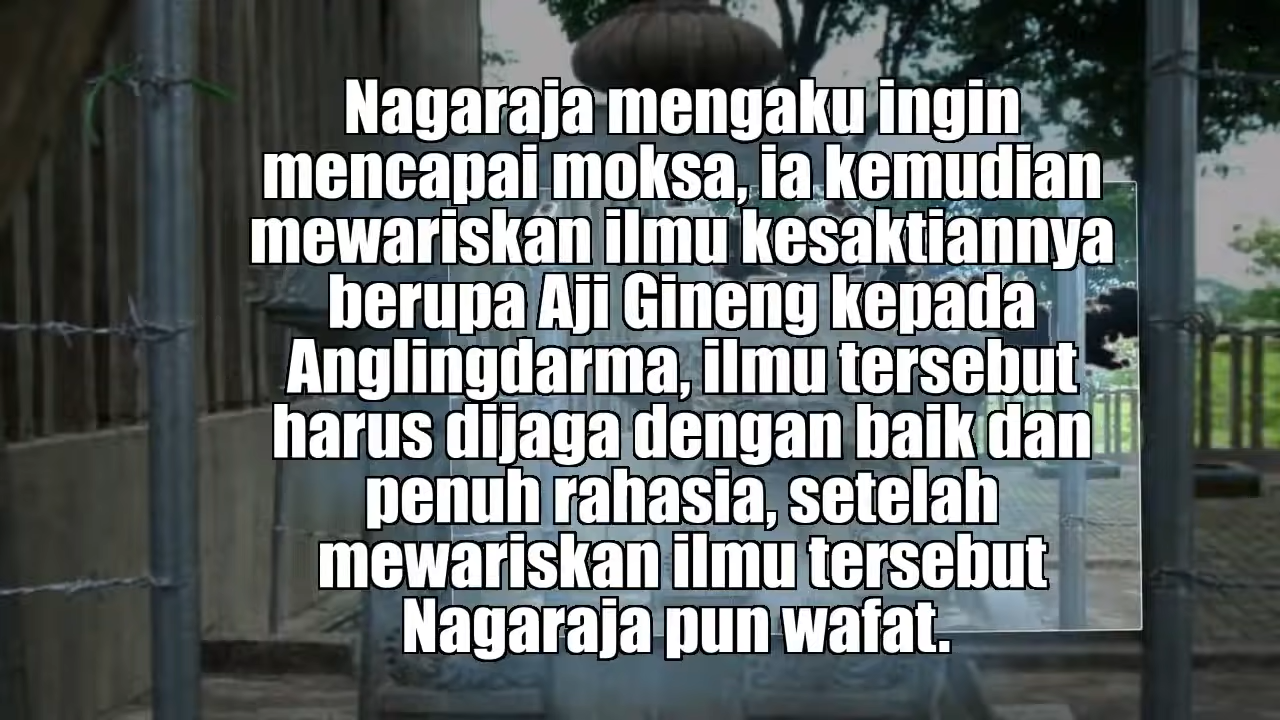 Nagaraja mengaku ingin
mencapai moksa, ia kemudian
mewariskan ilmu kesaktiannya
berupa Aji Gineng kepada
Anglingdarma, ilmu tersebut
harus dijaga dengan baik dan
penuh rahasia, setelah
mewariskan ilmu tersebut
Nagaraja pun wafat.